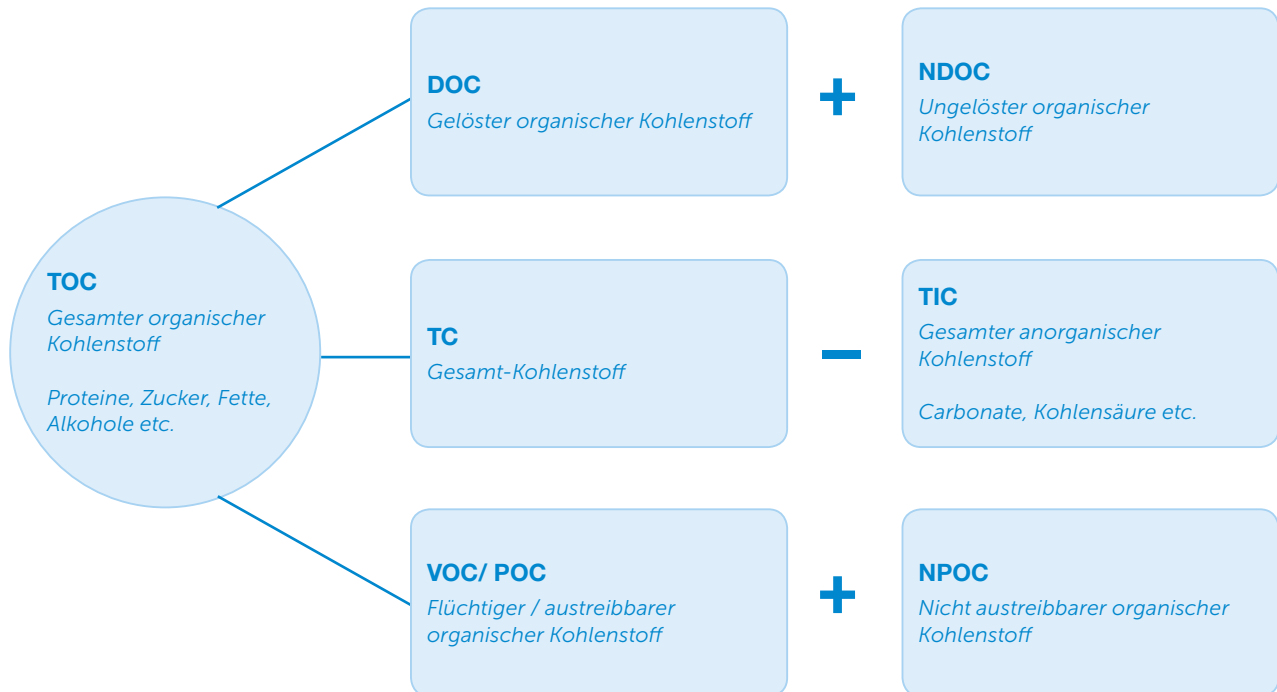 DOC
Gelöster organischer Kohlenstoff
+
NDOC
Ungelöster organischer
Kohlenstoff
TOC
Gesamter organischer
Kohlenstoff
Proteine, Zucker, Fette,
Alkohole etc.
TC
Gesamt-Kohlenstoff
–
TIC
Gesamter anorganischer
Kohlenstoff
Carbonate, Kohlensäure etc.
VOC/ POC
Flüchtiger / austreibbarer
organischer Kohlenstoff
+
NPOC
Nicht austreibbarer organischer
Kohlenstoff